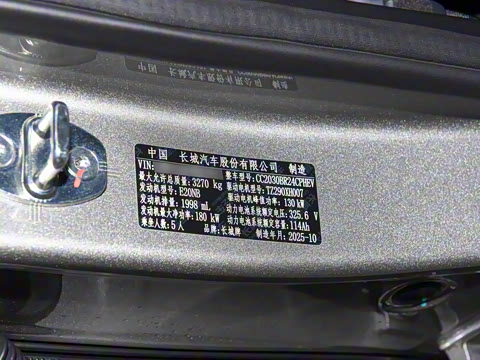 中国 长城汽车股份有限公司 制造
VIN:
整车型号: CC2030BR24CPHEV
最大允许总质量: 3270 kg 驱动电机型号: TZ290XH007
发动机型号: E20NB 驱动电机峰值功率: 130 kW
发动机排量: 1998 mL 动力电池系统额定电压: 325.6 V
发动机最大净功率: 180 kW 动力电池系统额定容量: 114Ah
乘坐人数: 5人 品牌: 长城牌 制造年月: 2025-10